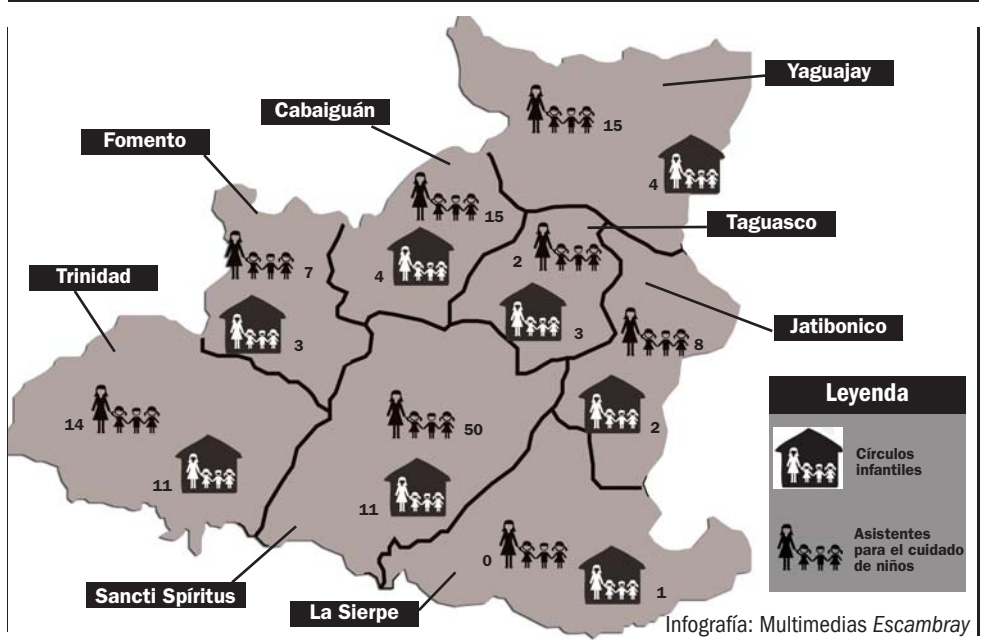 Yaguajay
15
4
Cabaiguán
15
4
Fomento
7
3
Taguasco
2
3
Trinidad
14
11
Jatibonico
8
2
50
11
Sancti Spíritus
0
1
La Sierpe
Leyenda
Círculos
infantiles
Asistentes
para el cuidado
de niños
Infografía: Multimedias Escambray